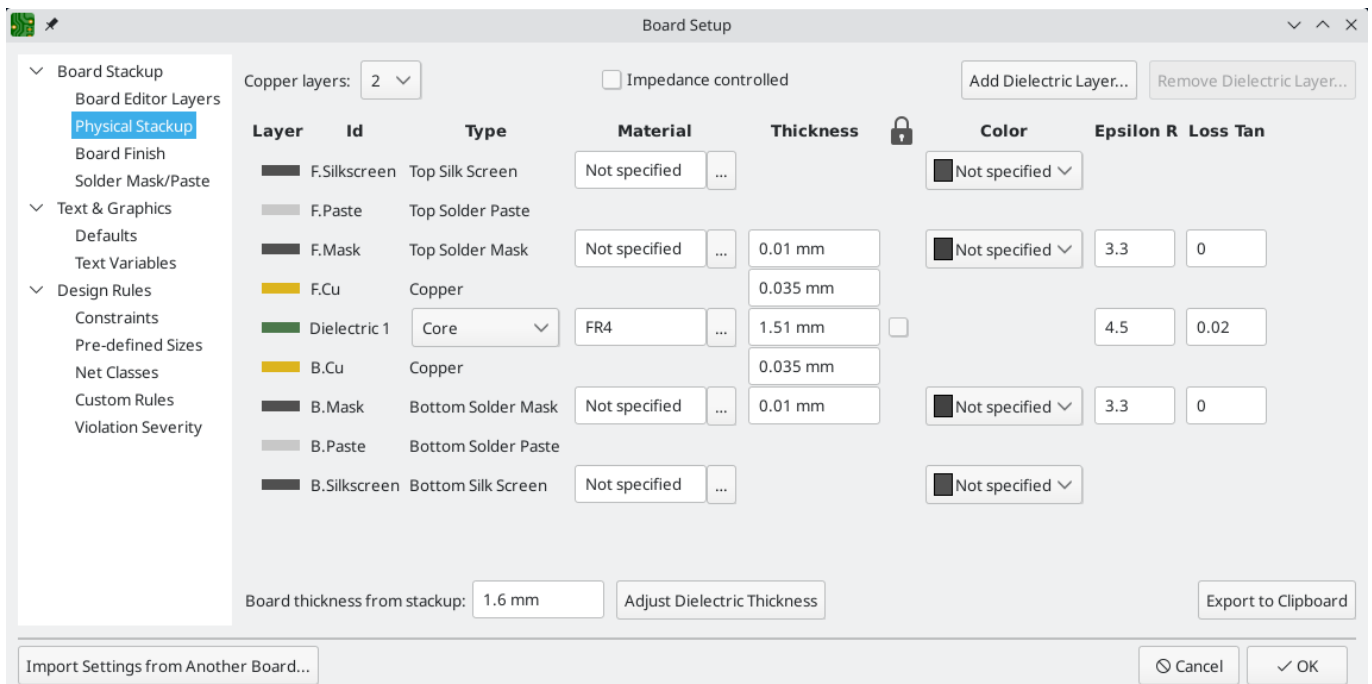 Board Setup
Board Stackup
Board Editor Layers
Physical Stackup
Board Finish
Solder Mask/Paste
Text & Graphics
Defaults
Text Variables
Design Rules
Constraints
Pre-defined Sizes
Net Classes
Custom Rules
Violation Severity
Copper layers: 2 Impedance controlled Add Dielectric Layer... Remove Dielectric Layer...
Layer Id Type Material Thickness Color Epsilon R Loss Tan
F.Silkscreen Top Silk Screen Not specified ... Not specified
F.Paste Top Solder Paste
F.Mask Top Solder Mask Not specified ... 0.01 mm Not specified 3.3 0
F.Cu Copper 0.035 mm
Dielectric 1 Core FR4 ... 1.51 mm 4.5 0.02
B.Cu Copper 0.035 mm
B.Mask Bottom Solder Mask Not specified ... 0.01 mm Not specified 3.3 0
B.Paste Bottom Solder Paste
B.Silkscreen Bottom Silk Screen Not specified ... Not specified
Board thickness from stackup: 1.6 mm Adjust Dielectric Thickness Export to Clipboard
Import Settings from Another Board... Cancel OK